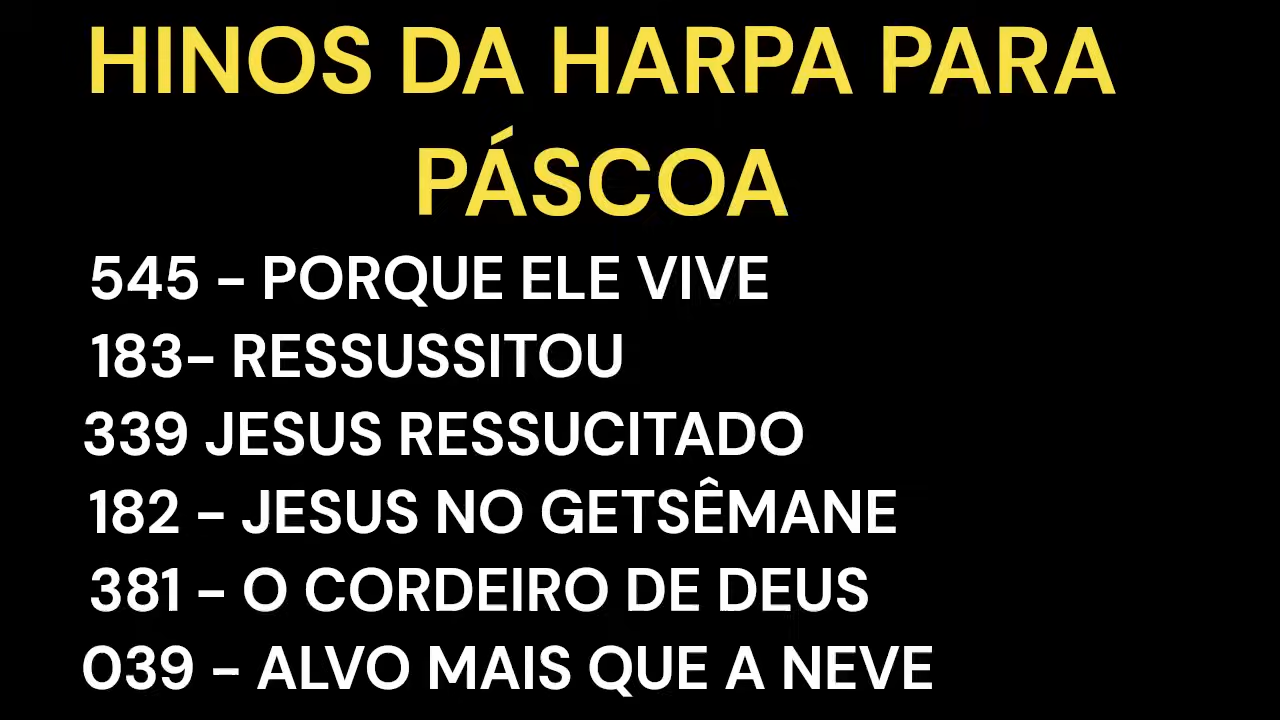 HINOS DA HARPA PARA
PÁSCOA
545 – PORQUE ELE VIVE
183– RESSUSSITOU
339 JESUS RESSUCITADO
182 – JESUS NO GETSÊMANE
381 – O CORDEIRO DE DEUS
039 – ALVO MAIS QUE A NEVE